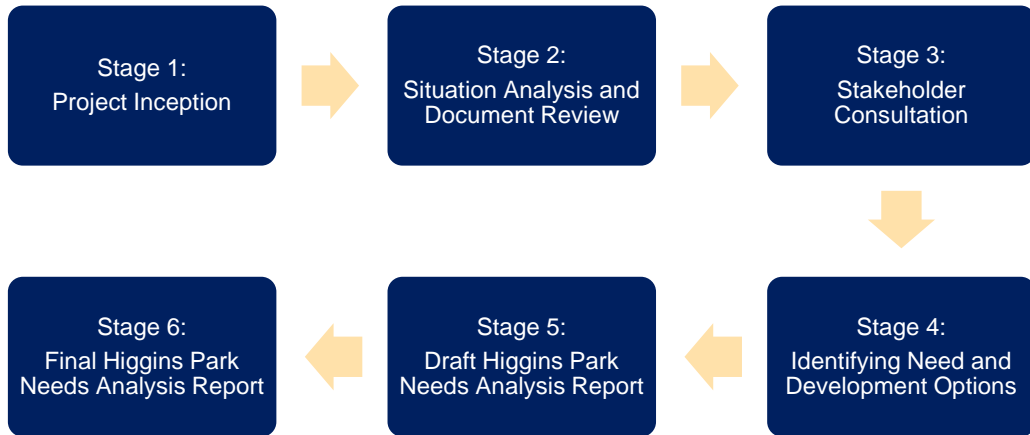 Stage 1:
Project Inception
Stage 2:
Situation Analysis and
Document Review
Stage 3:
Stakeholder
Consultation
Stage 4:
Identifying Need and
Development Options
Stage 5:
Draft Higgins Park
Needs Analysis Report
Stage 6:
Final Higgins Park
Needs Analysis Report